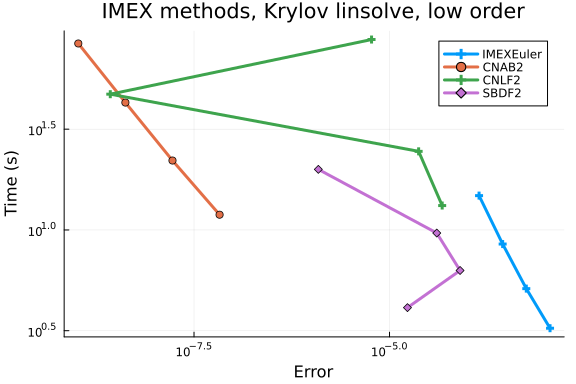 IMEX methods, Krylov linsolve, low order
IMEXEuler
CNAB2
CNLF2
SBDF2
Time (s)
10^1.5
10^1.0
10^0.5
10^-7.5
10^-5.0
Error